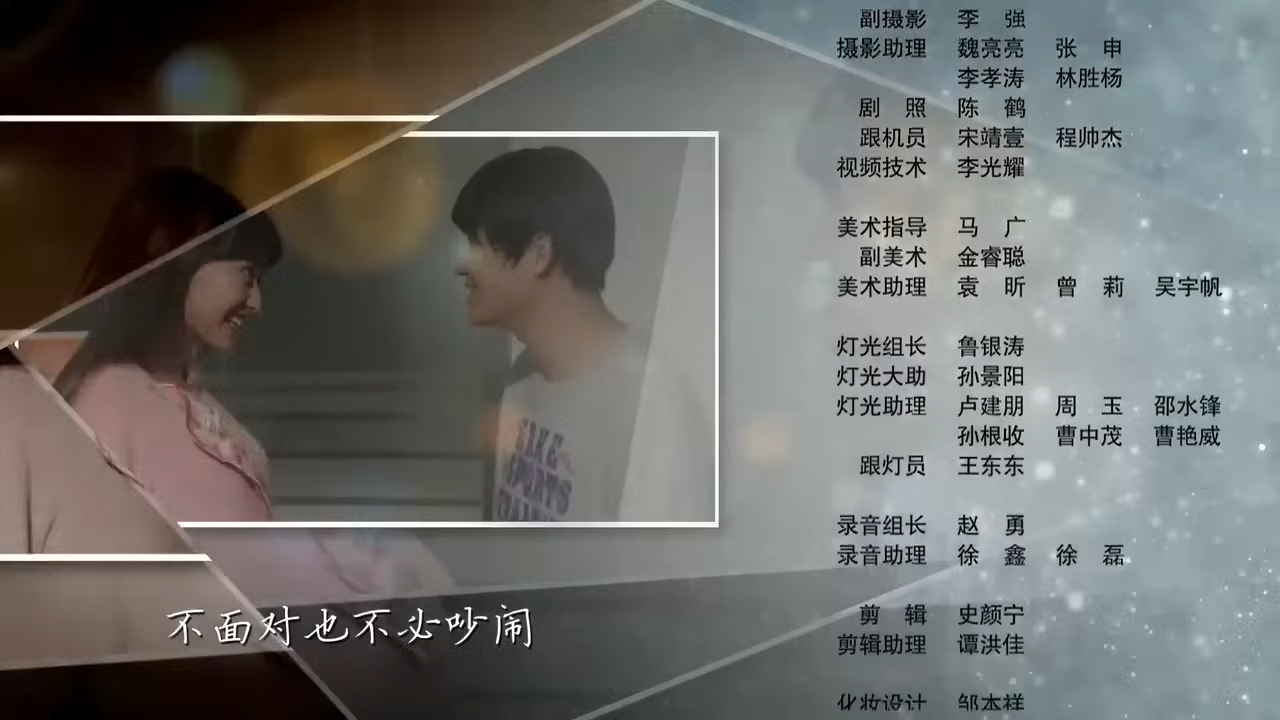 副摄影 李 强
摄影助理 魏亮亮 张 申
李孝涛 林胜杨
剧 照 陈 鹤
跟机员 宋靖壹 程帅杰
视频技术 李光耀
美术指导 马 广
副美术 金睿聪
美术助理 袁 昕 曾 莉 吴宇帆
灯光组长 鲁银涛
灯光大助 孙景阳
灯光助理 卢建朋 周 玉 邵水锋
孙根收 曹中茂 曹艳威
跟灯员 王东东
录音组长 赵 勇
录音助理 徐 鑫 徐 磊
剪 辑 史颜宁
剪辑助理 谭洪佳
化妆设计 邹本祥
不面对也不必吵闹